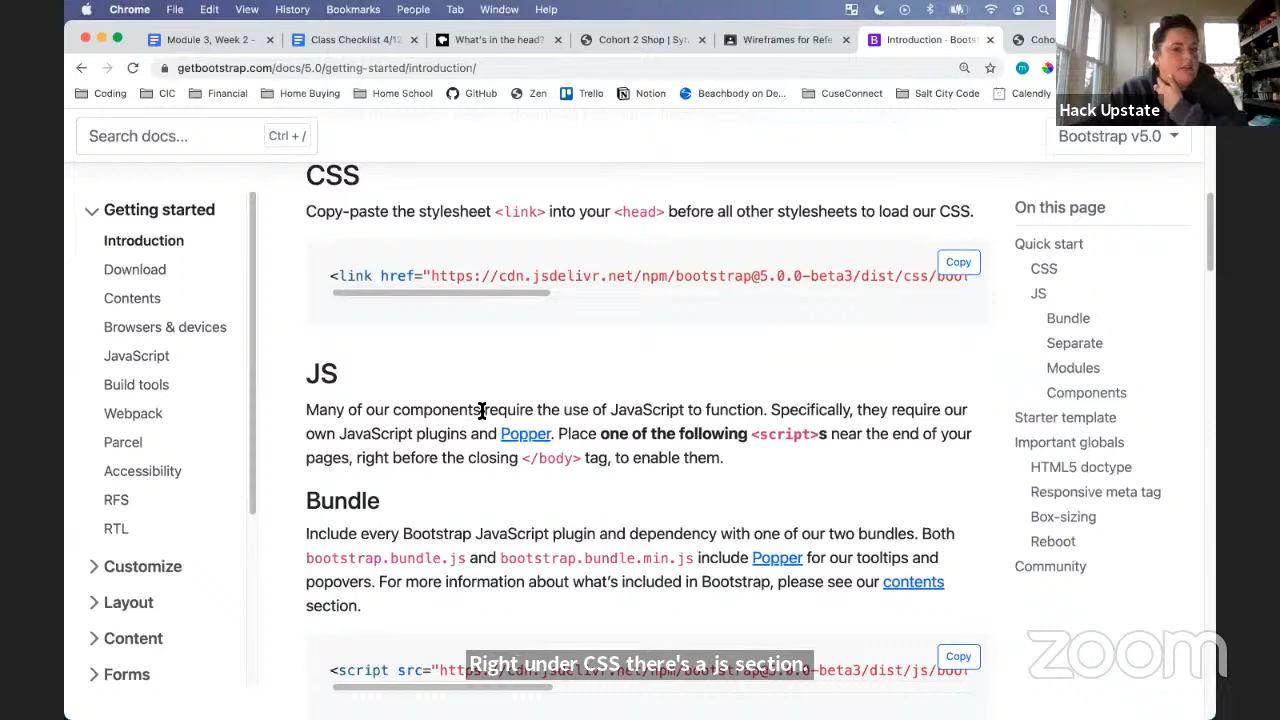 Chrome File Edit View History Bookmarks People Tab Window Help
Module 3, Week 2 - Class Checklist 4/12 What's in the head? Cohort 2 Shop | Syr Wireframes for Refe Introduction · Boots Coho
getbootstrap.com/docs/5.0/getting-started/introduction/
Coding CIC Financial Home Buying Home School GitHub Zen Trello Notion Beachbody on De... CuseConnect Salt City Code Calendly
Hack Upstate
Search docs... Ctrl + /
Bootstrap v5.0
Getting started
Introduction
Download
Contents
Browsers & devices
JavaScript
Build tools
Webpack
Parcel
Accessibility
RFS
RTL
Customize
Layout
Content
Forms
CSS
Copy-paste the stylesheet <link> into your <head> before all other stylesheets to load our CSS.
Copy
<link href="https://cdn.jsdelivr.net/npm/bootstrap@5.0.0-beta3/dist/css/boot
JS
Many of our components require the use of JavaScript to function. Specifically, they require our
own JavaScript plugins and Popper. Place one of the following <script>s near the end of your
pages, right before the closing </body> tag, to enable them.
Bundle
Include every Bootstrap JavaScript plugin and dependency with one of our two bundles. Both
bootstrap.bundle.js and bootstrap.bundle.min.js include Popper for our tooltips and
popovers. For more information about what's included in Bootstrap, please see our contents
section.
Copy
<script src="https://cdn.jsdelivr.net/npm/bootstrap@5.0.0-beta3/dist/js/boot
Right under CSS there's a js section.
On this page
Quick start
CSS
JS
Bundle
Separate
Modules
Components
Starter template
Important globals
HTML5 doctype
Responsive meta tag
Box-sizing
Reboot
Community
zoom